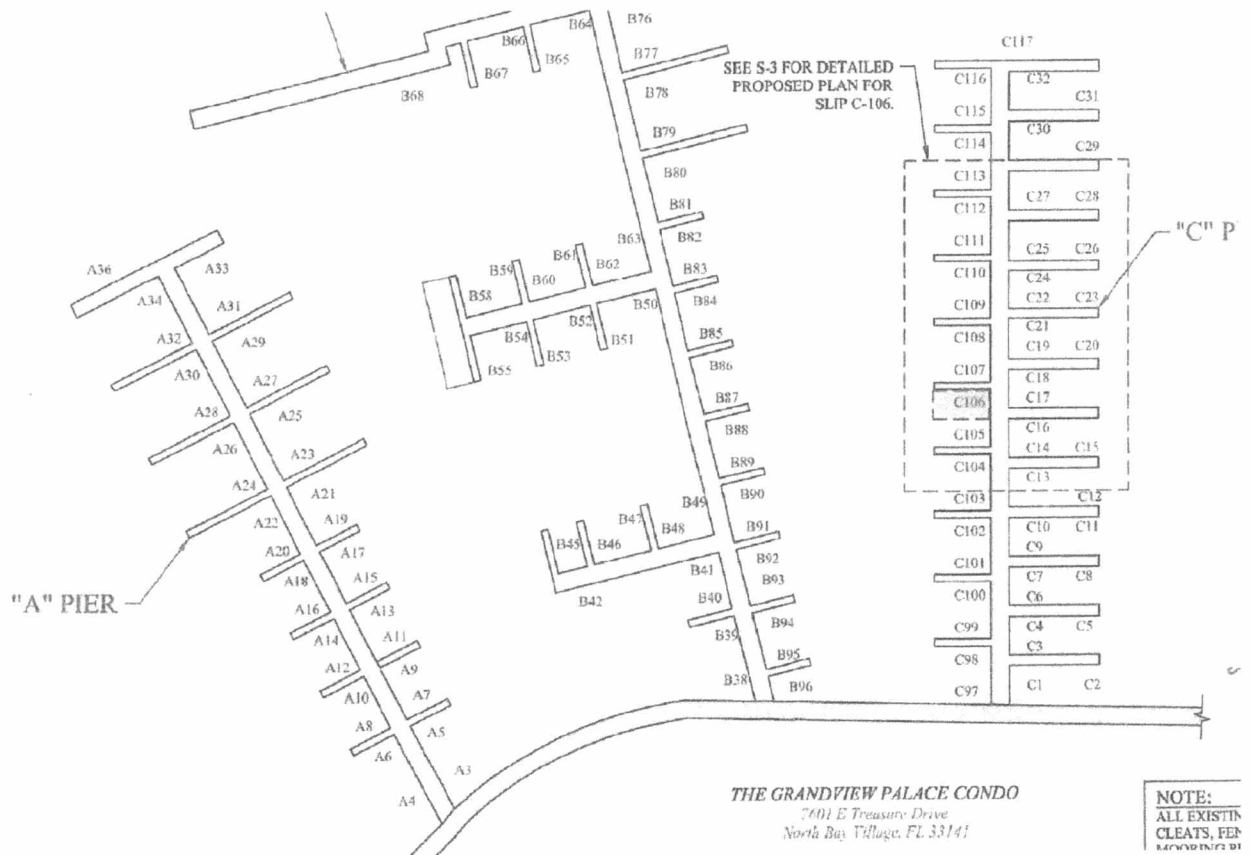 B76
B64
B66
B77
B65
B67
B78
B68
C117
SEE S-3 FOR DETAILED
PROPOSED PLAN FOR
SLIP C-106.
C116
C32
C31
C115
C30
C114
C29
C113
C27
C28
C112
C111
C25
C26
C110
C24
C22
C23
C109
C21
C108
C19
C20
C107
C18
C17
C106
C16
C105
C14
C15
C104
C13
C103
C12
C10
C11
C102
C9
C101
C7
C8
C100
C6
C99
C4
C5
C3
C98
C97
C1
C2
"C" P
B79
B80
B81
B82
B63
B61
B62
B59
B60
B58
B83
B50
B84
B54
B52
B53
B51
B55
B85
B86
B87
B88
B89
B90
B49
B47
B48
B45
B46
B91
B92
B41
B42
B93
B40
B94
B39
B95
B38
B96
A36
A33
A34
A31
A32
A29
A30
A27
A28
A25
A26
A23
A24
A21
A22
A19
A20
A17
A18
A15
A16
A13
A14
A11
A12
A9
A10
A7
A8
A5
A6
A3
A4
"A" PIER
THE GRANDVIEW PALACE CONDO
7601 E Treasure Drive
North Bay Village, FL 33141
NOTE:
ALL EXISTIN
CLEATS, FEN
MOORING PI